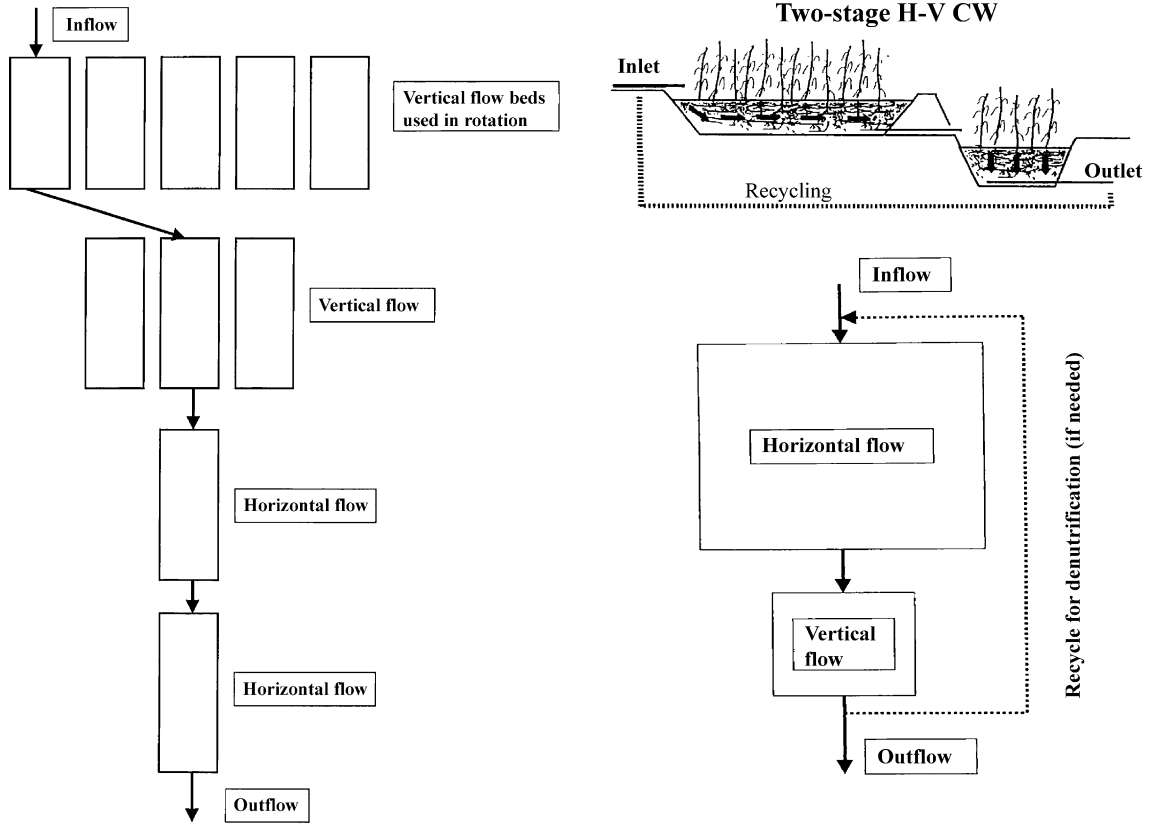 Inflow
Vertical flow beds
used in rotation
Vertical flow
Horizontal flow
Horizontal flow
Outflow
Two-stage H-V CW
Inlet
Outlet
Recycling
Inflow
Horizontal flow
Vertical
flow
Outflow
Recycle for denutrification (if needed)